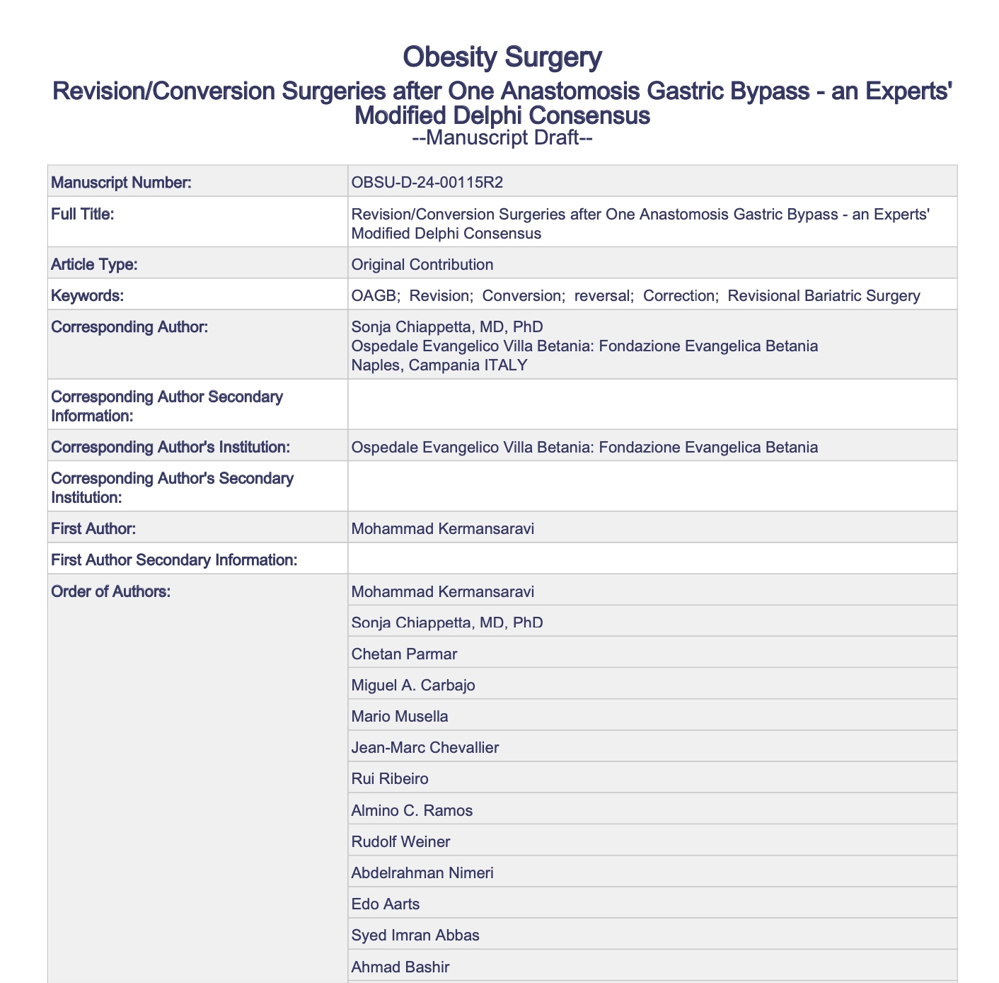 Obesity Surgery
Revision/Conversion Surgeries after One Anastomosis Gastric Bypass - an Experts'
Modified Delphi Consensus
--Manuscript Draft--
Manuscript Number:
OBSU-D-24-00115R2
Full Title:
Revision/Conversion Surgeries after One Anastomosis Gastric Bypass - an Experts'
Modified Delphi Consensus
Article Type:
Original Contribution
Keywords:
OAGB;  Revision;  Conversion;  reversal;  Correction;  Revisional Bariatric Surgery
Corresponding Author:
Sonja Chiappetta, MD, PhD
Ospedale Evangelico Villa Betania: Fondazione Evangelica Betania
Naples, Campania ITALY
Corresponding Author Secondary
Information:
Corresponding Author's Institution:
Ospedale Evangelico Villa Betania: Fondazione Evangelica Betania
Corresponding Author's Secondary
Institution:
First Author:
Mohammad Kermansaravi
First Author Secondary Information:
Order of Authors:
Mohammad Kermansaravi
Sonja Chiappetta, MD, PhD
Chetan Parmar
Miguel A. Carbajo
Mario Musella
Jean-Marc Chevallier
Rui Ribeiro
Almino C. Ramos
Rudolf Weiner
Abdelrahman Nimeri
Edo Aarts
Syed Imran Abbas
Ahmad Bashir